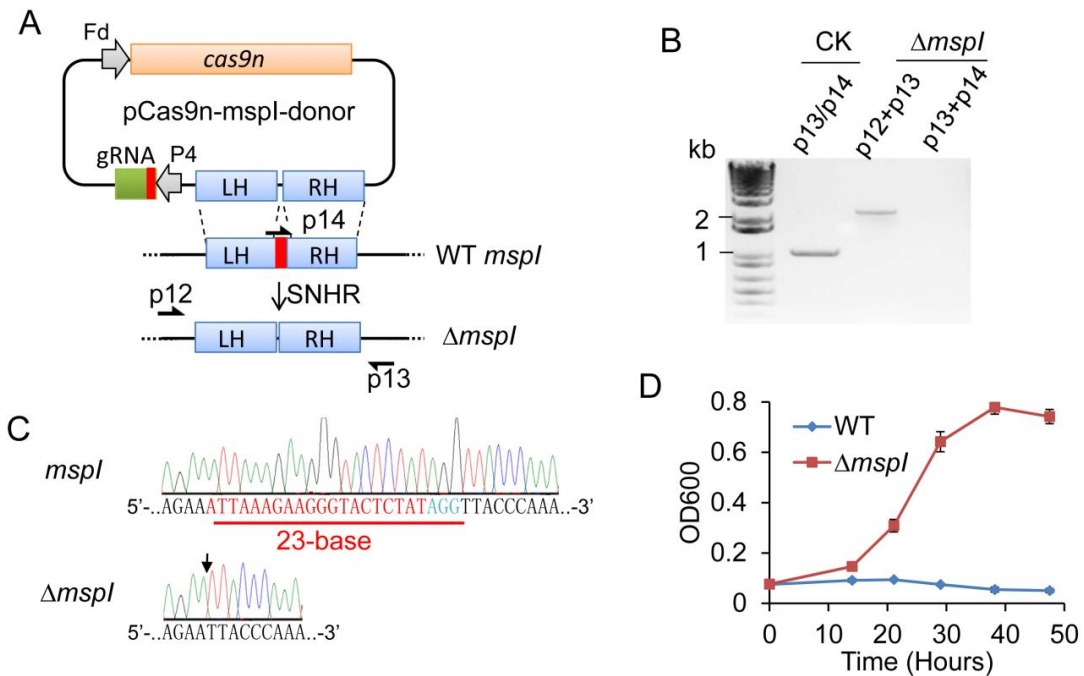 A
Fd
cas9n
pCas9n-mspI-donor
gRNA
P4
LH
RH
p14
LH
RH
WT mspI
SNHR
p12
LH
RH
ΔmspI
p13
B
CK
ΔmspI
p13/p14
p12+p13
p13+p14
kb
2
1
C
mspI
5'-..AGAAATTAAAGAAGGGTACTCTATAGGTTACCCAAA..-3'
23-base
ΔmspI
5'-..AGAATTACCCAAA..-3'
D
WT
ΔmspI
OD600
0.8
0.6
0.4
0.2
0
0
10
20
30
40
50
Time (Hours)